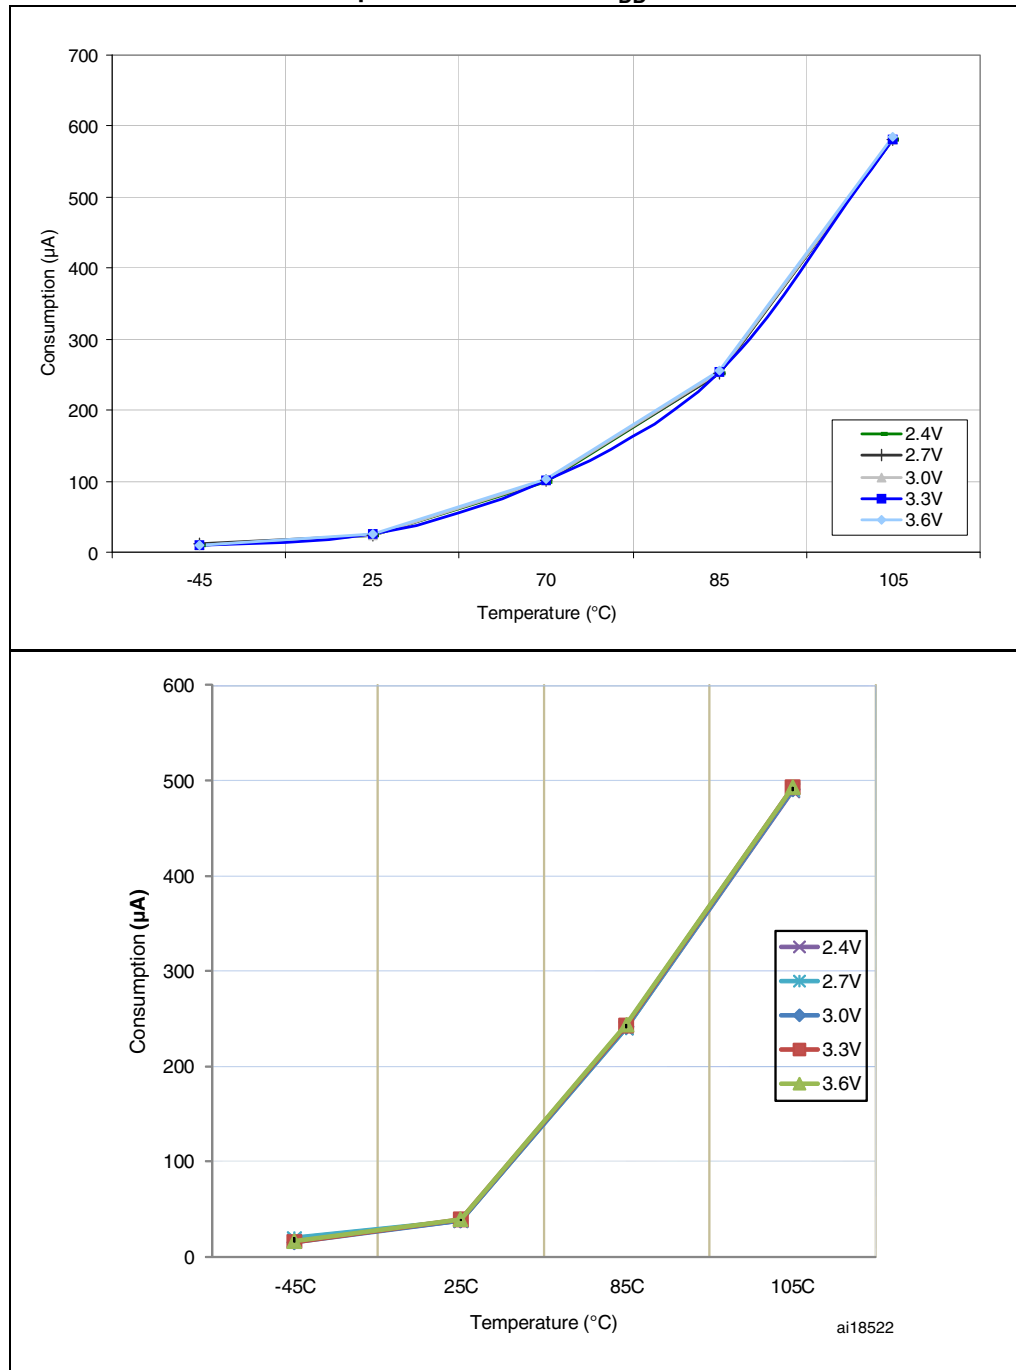 700
600
500
400
300
200
100
0
Consumption (µA)
-45 25 70 85 105
Temperature (°C)
2.4V
2.7V
3.0V
3.3V
3.6V
600
500
400
300
200
100
0
Consumption (µA)
-45C 25C 85C 105C
Temperature (°C)
2.4V
2.7V
3.0V
3.3V
3.6V
ai18522